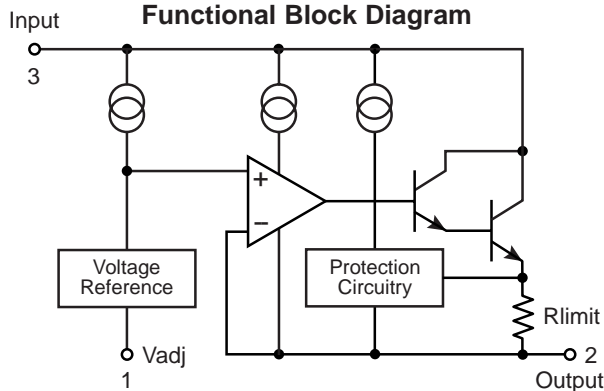 Functional Block Diagram
Input
3
+
−
Voltage
Reference
Protection
Circuitry
Rlimit
Vadj
1
2
Output